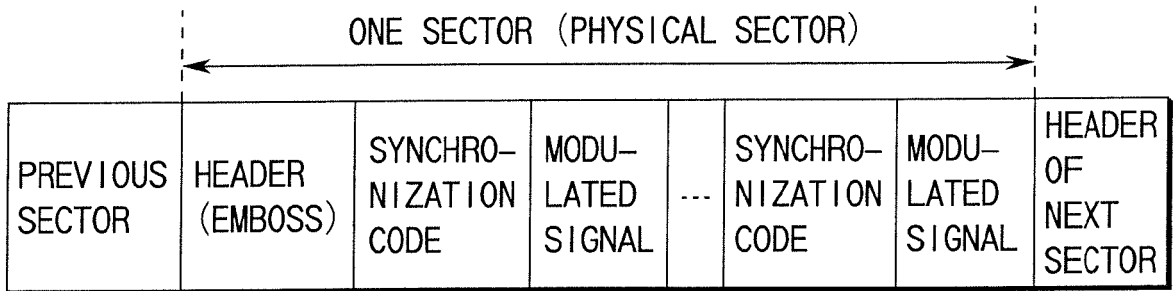 ONE SECTOR (PHYSICAL SECTOR)
PREVIOUS
SECTOR
HEADER
(EMBOSS)
SYNCHRO-
NIZATION
CODE
MODU-
LATED
SIGNAL
---
SYNCHRO-
NIZATION
CODE
MODU-
LATED
SIGNAL
HEADER
OF
NEXT
SECTOR